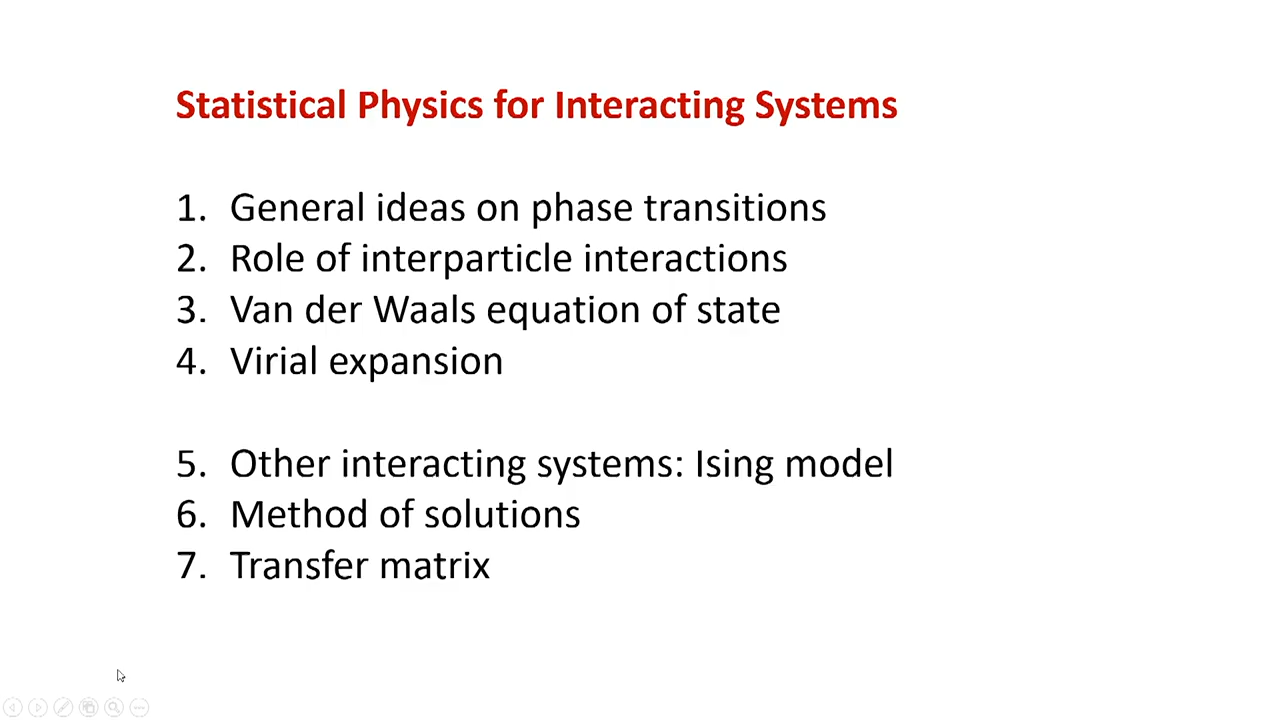 Statistical Physics for Interacting Systems
1. General ideas on phase transitions
2. Role of interparticle interactions
3. Van der Waals equation of state
4. Virial expansion
5. Other interacting systems: Ising model
6. Method of solutions
7. Transfer matrix